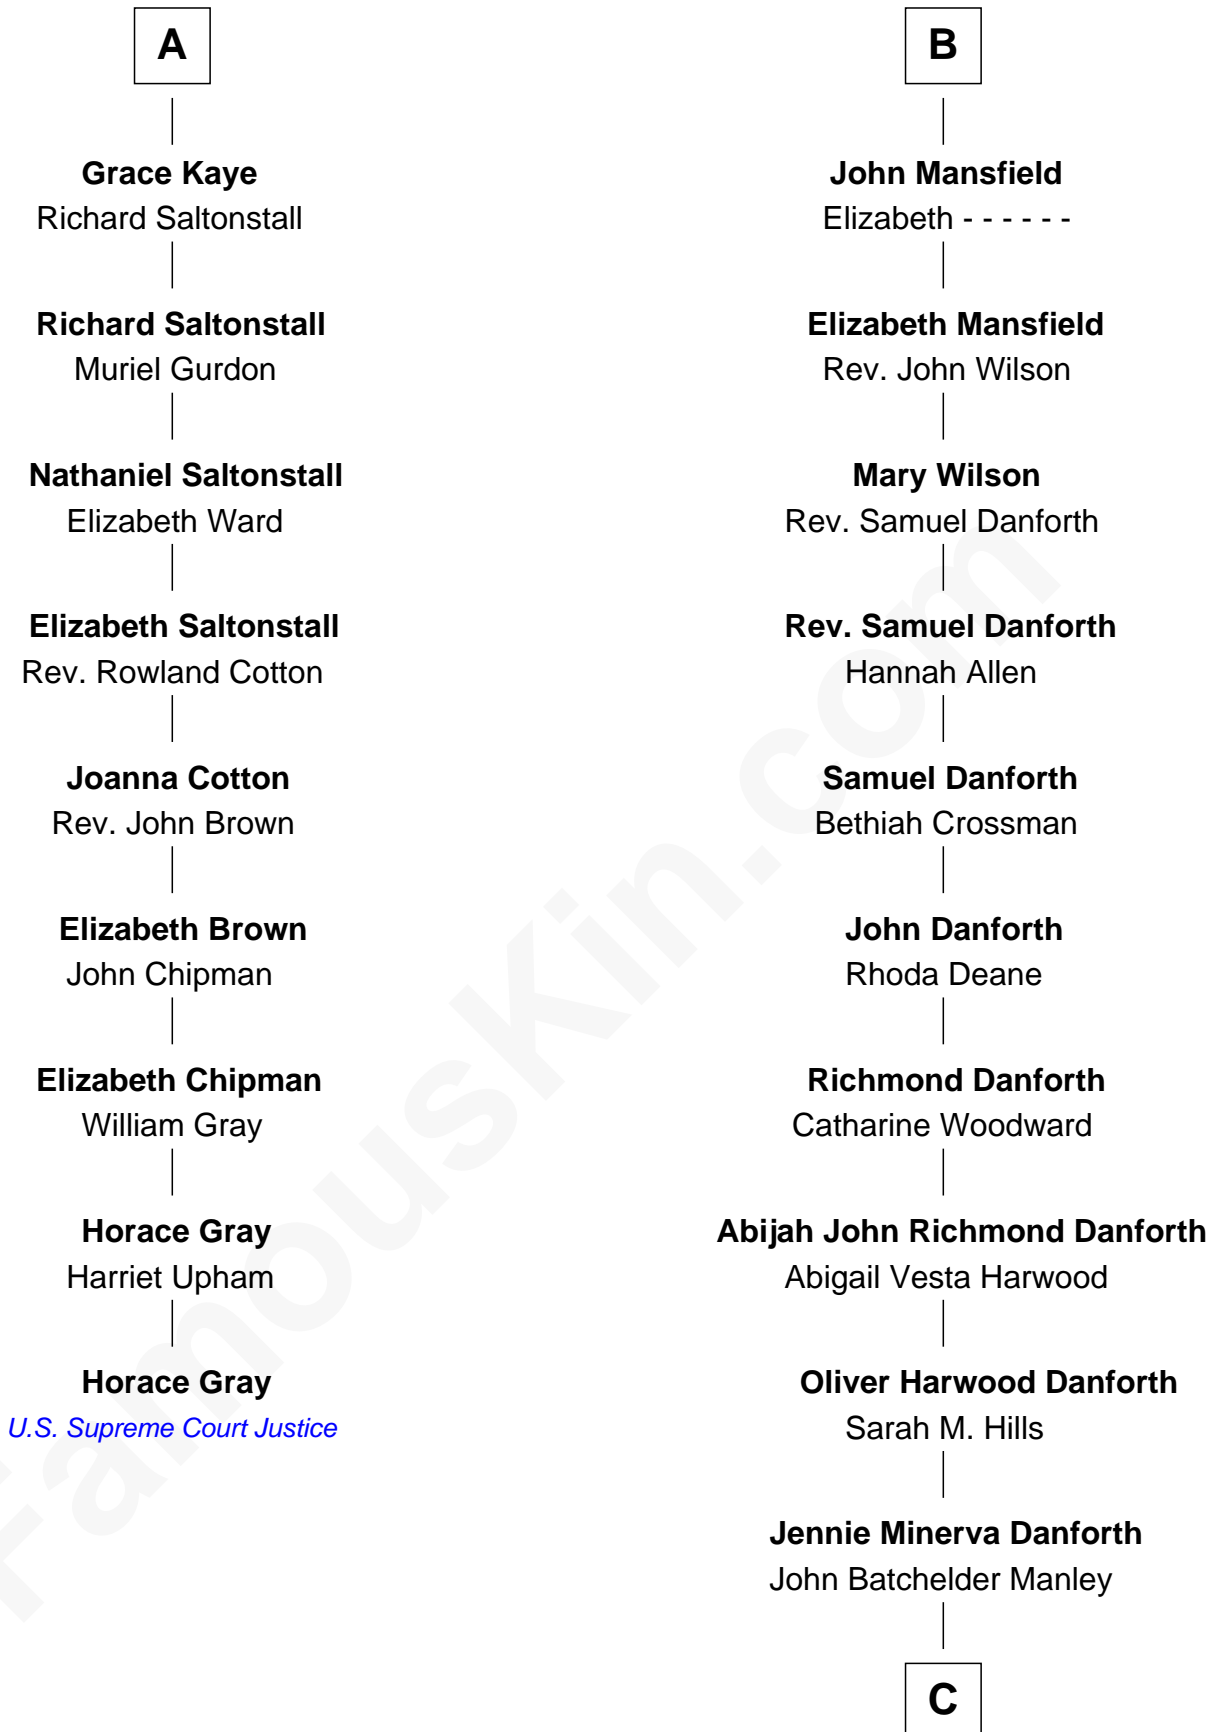 A
Grace Kaye
Richard Saltonstall
Richard Saltonstall
Muriel Gurdon
Nathaniel Saltonstall
Elizabeth Ward
Elizabeth Saltonstall
Rev. Rowland Cotton
Joanna Cotton
Rev. John Brown
Elizabeth Brown
John Chipman
Elizabeth Chipman
William Gray
Horace Gray
Harriet Upham
Horace Gray
U.S. Supreme Court Justice
B
John Mansfield
Elizabeth - - - - - -
Elizabeth Mansfield
Rev. John Wilson
Mary Wilson
Rev. Samuel Danforth
Rev. Samuel Danforth
Hannah Allen
Samuel Danforth
Bethiah Crossman
John Danforth
Rhoda Deane
Richmond Danforth
Catharine Woodward
Abijah John Richmond Danforth
Abigail Vesta Harwood
Oliver Harwood Danforth
Sarah M. Hills
Jennie Minerva Danforth
John Batchelder Manley
C
FamousKin.com